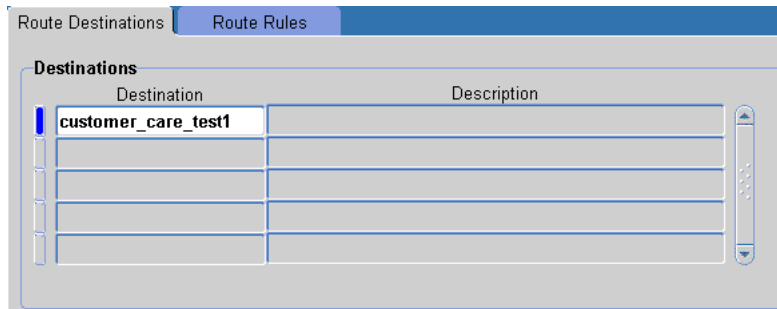 Route Destinations Route Rules
Destinations
Destination Description
customer_care_test1